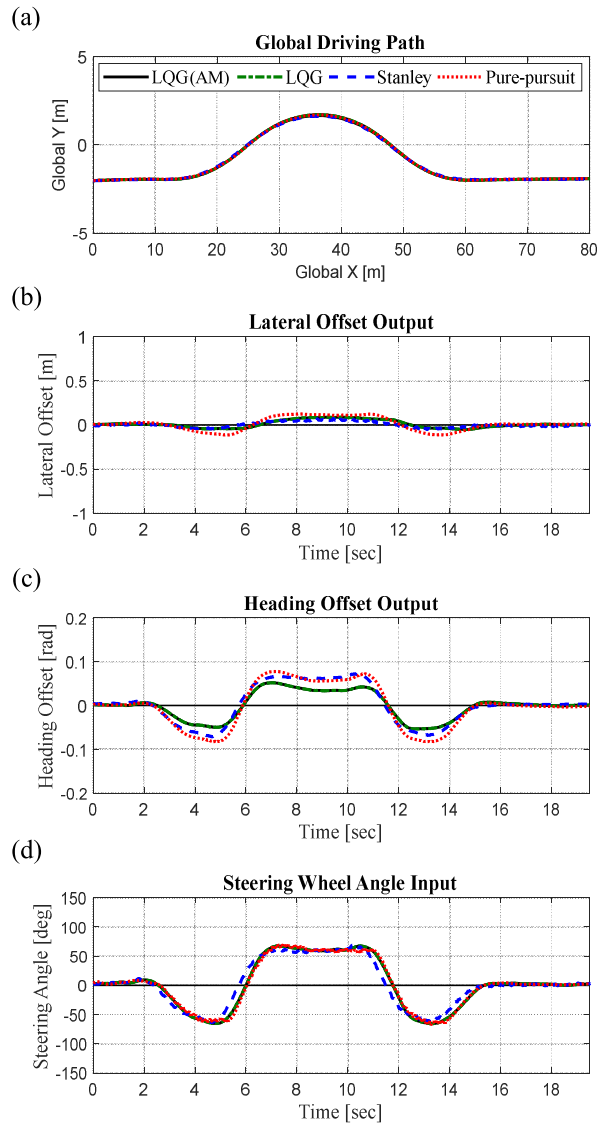 (a)
Global Driving Path
LQG(AM) LQG Stanley Pure-pursuit
5
0
-5
Global Y [m]
0 10 20 30 40 50 60 70 80
Global X [m]
(b)
Lateral Offset Output
1
0.5
0
-0.5
-1
Lateral Offset [m]
0 2 4 6 8 10 12 14 16 18
Time [sec]
(c)
Heading Offset Output
0.2
0.1
0
-0.1
-0.2
Heading Offset [rad]
0 2 4 6 8 10 12 14 16 18
Time [sec]
(d)
Steering Wheel Angle Input
150
100
50
0
-50
-100
-150
Steering Angle [deg]
0 2 4 6 8 10 12 14 16 18
Time [sec]